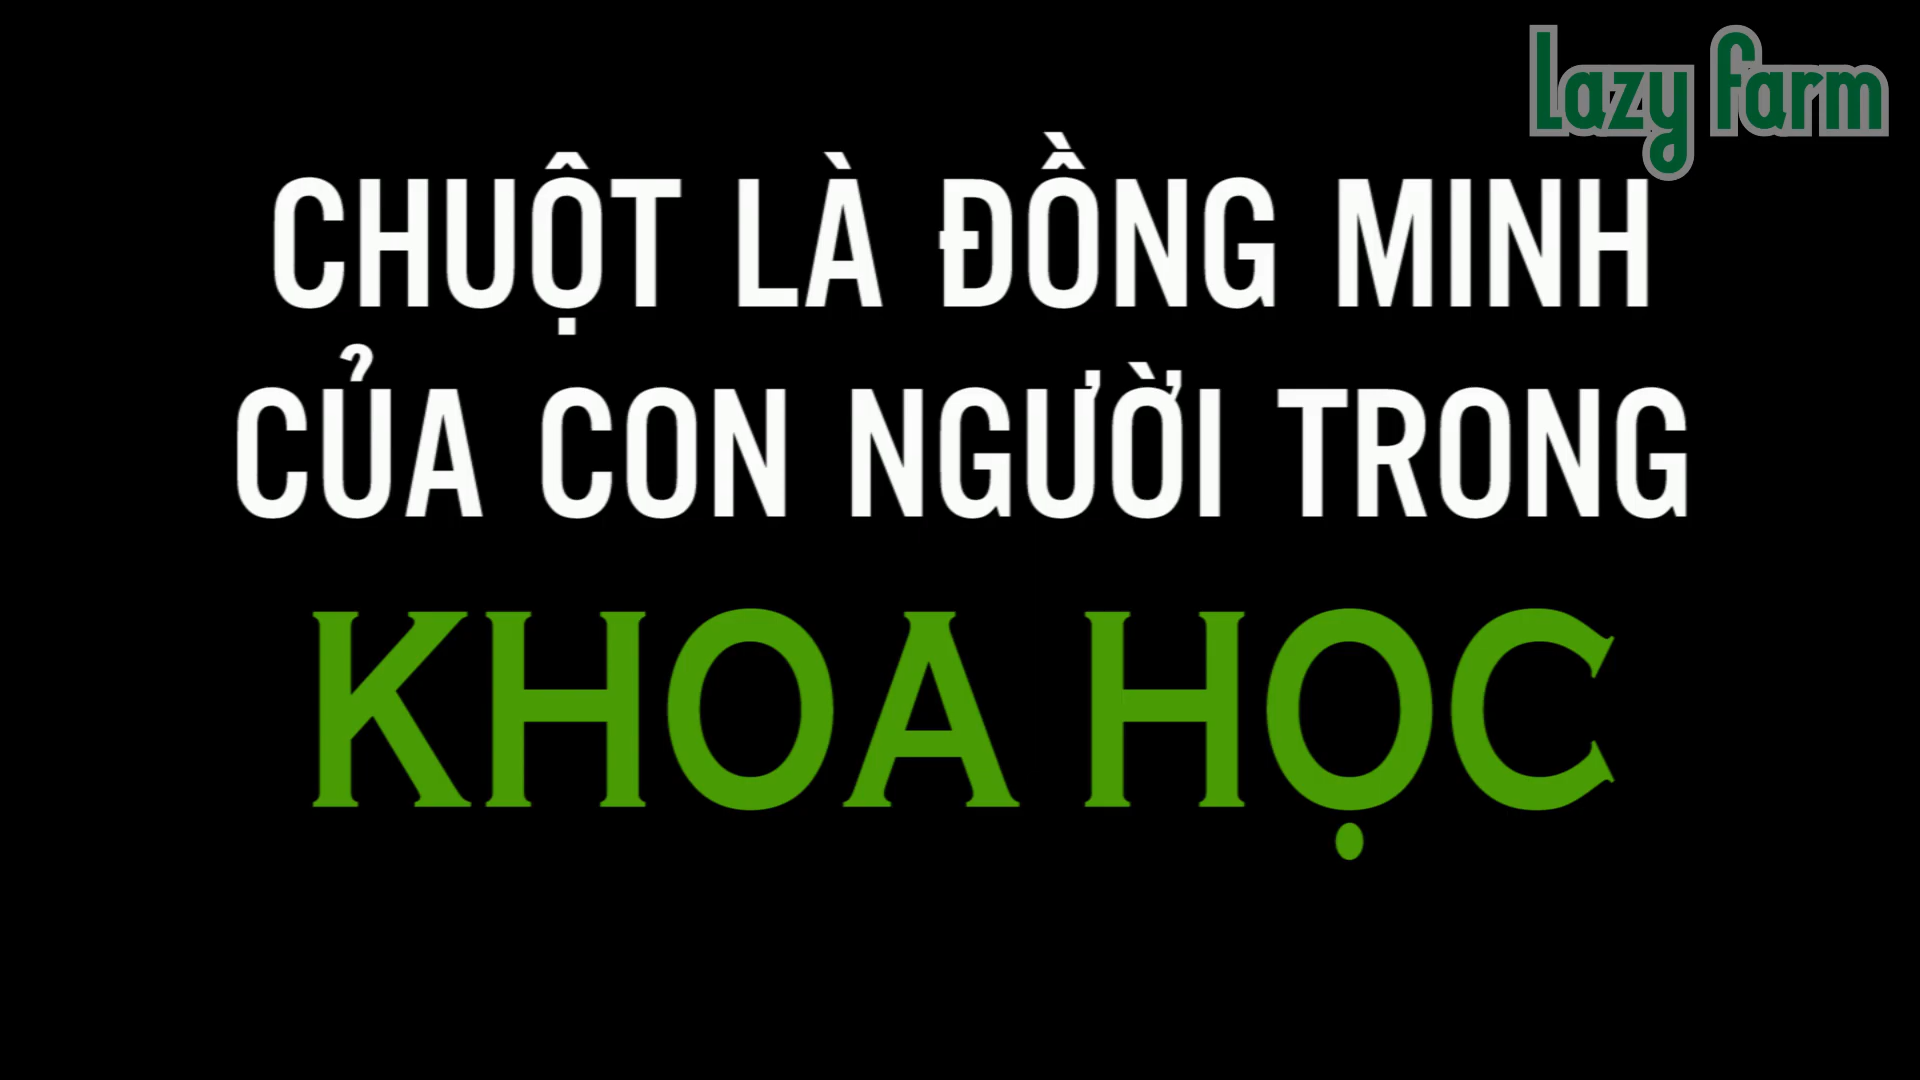 lazy farm
CHUỘT LÀ ĐỒNG MINH
CỦA CON NGƯỜI TRONG
KHOA HỌC